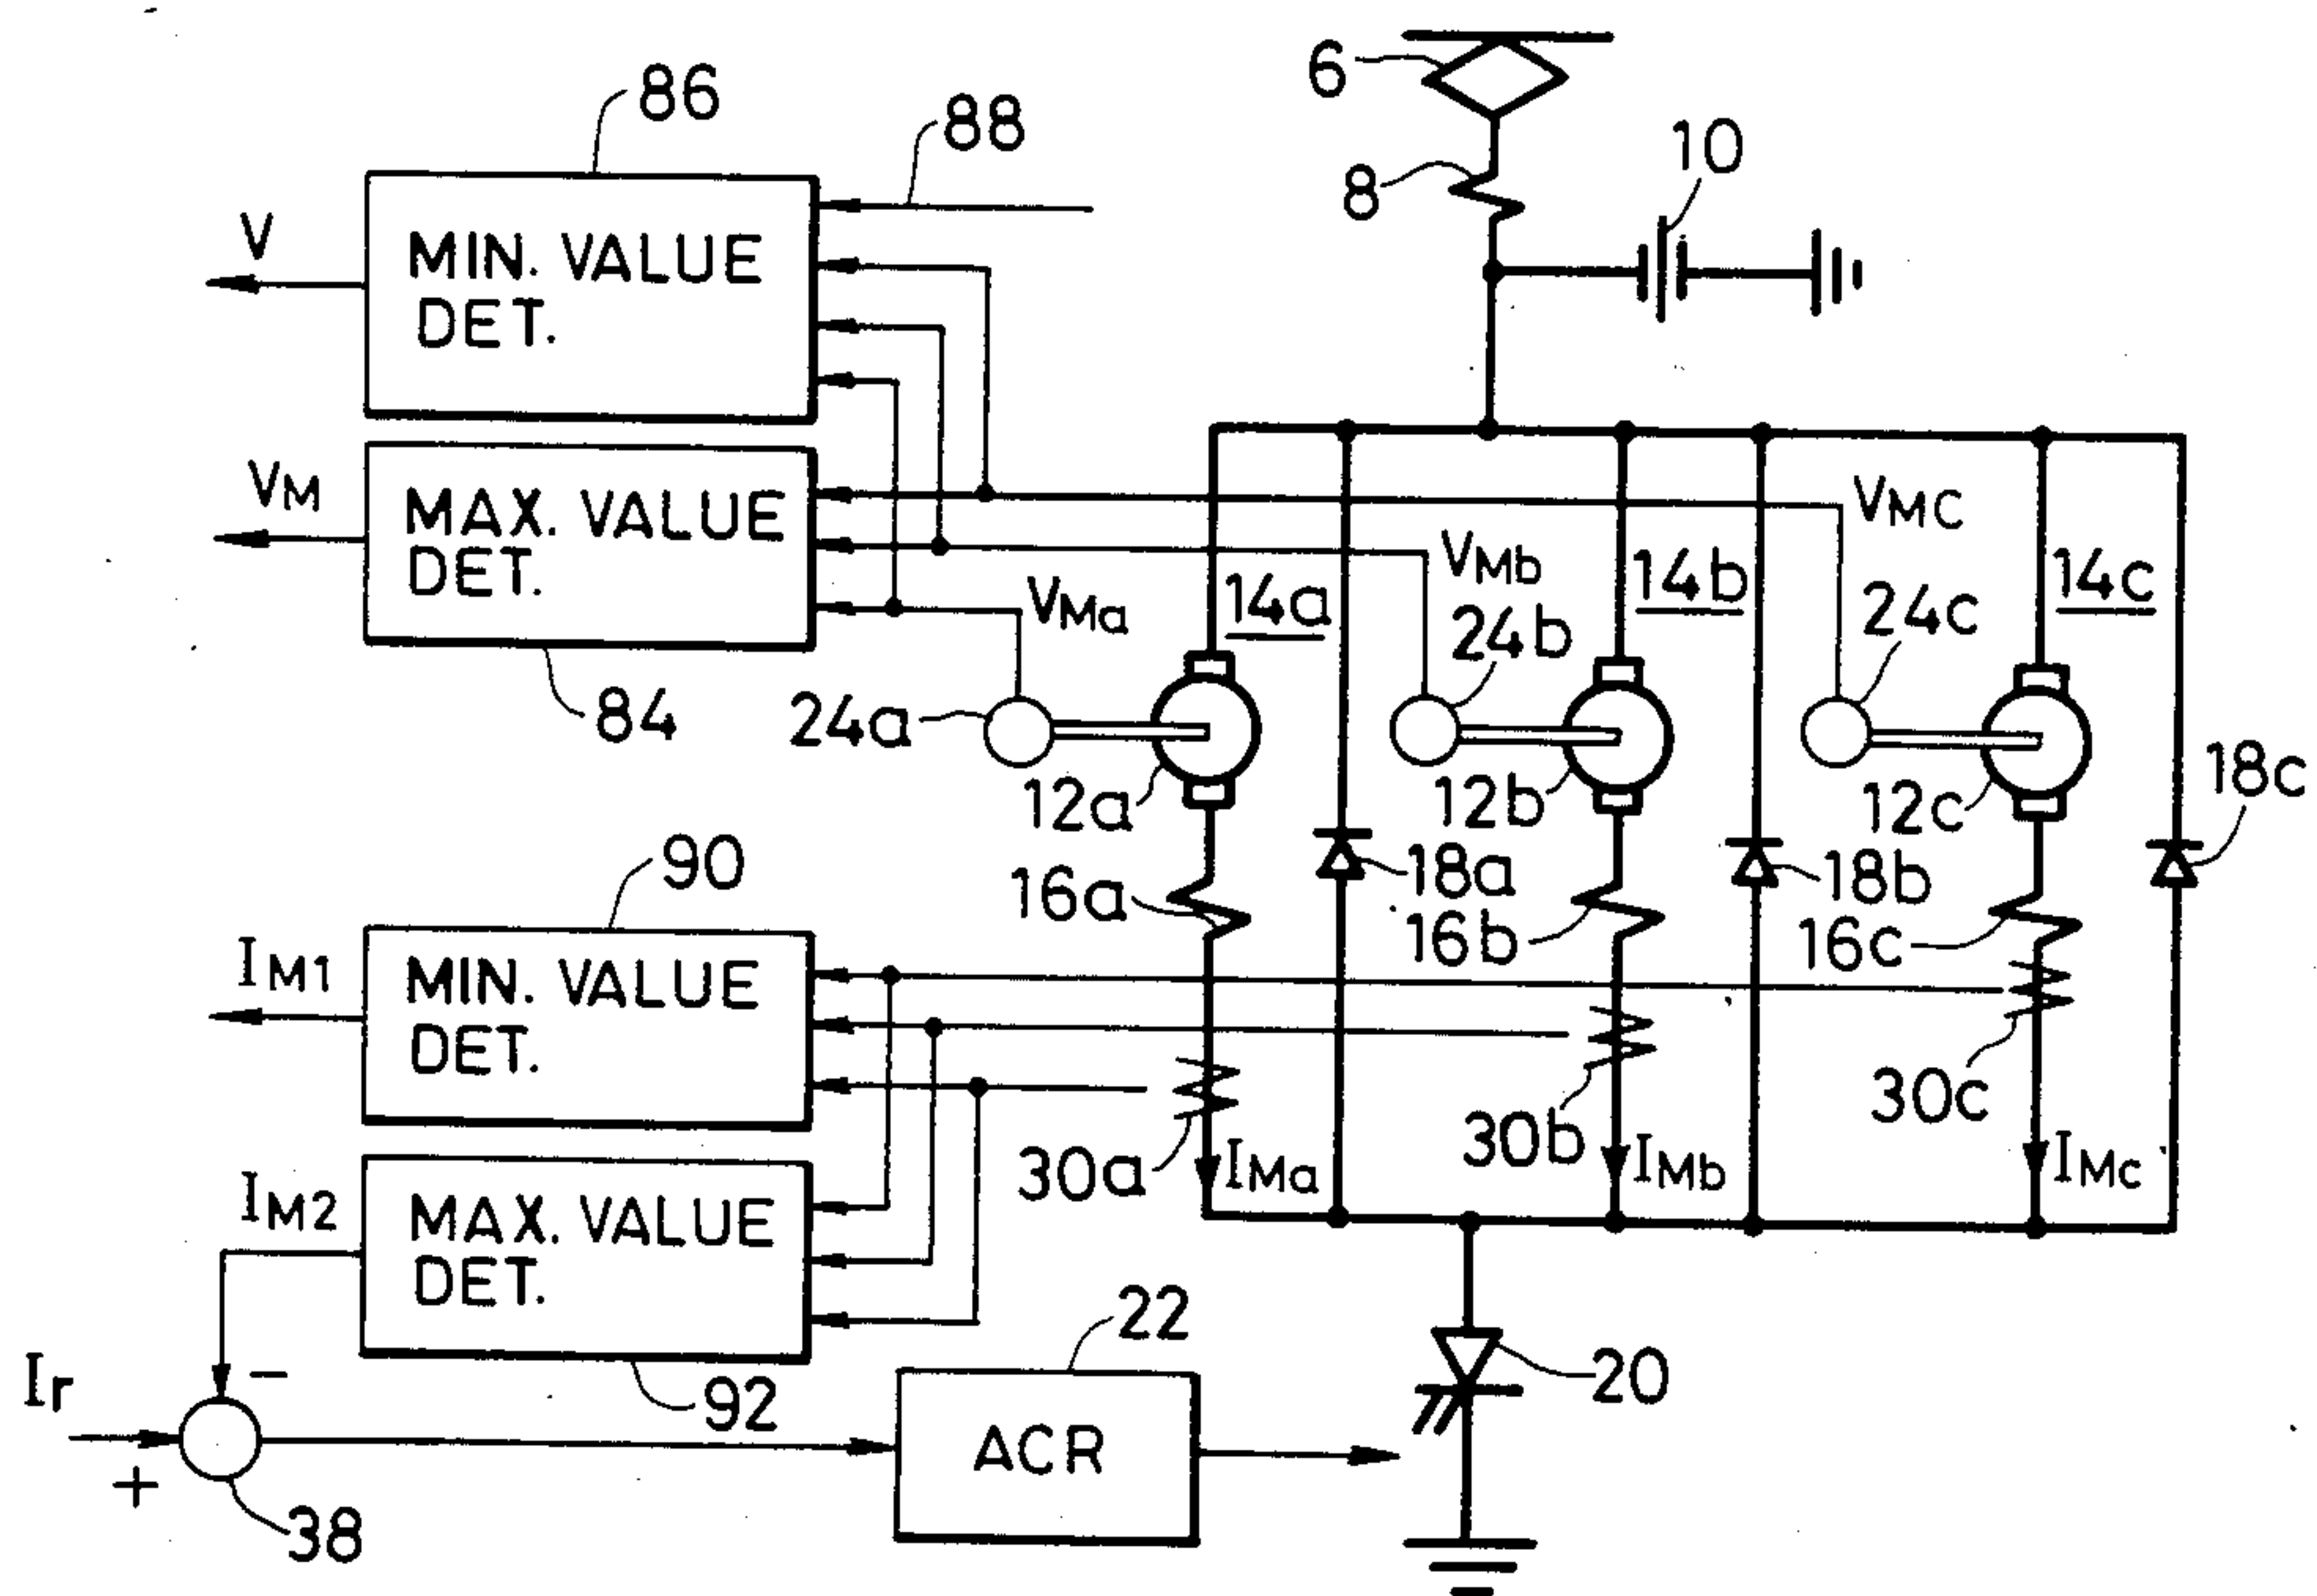 6
86
88
10
8
V
MIN. VALUE
DET.
VM
MAX. VALUE
DET.
VMC
VMb
VMa
14a
14b
14c
24b
24c
84
24a
12a
12b
12c
18c
90
16a
18a
16b
18b
16c
IM1
MIN. VALUE
DET.
30a
30b
30c
IMa
IMb
IMc
IM2
MAX. VALUE
DET.
22
Ir
−
92
20
ACR
+
38